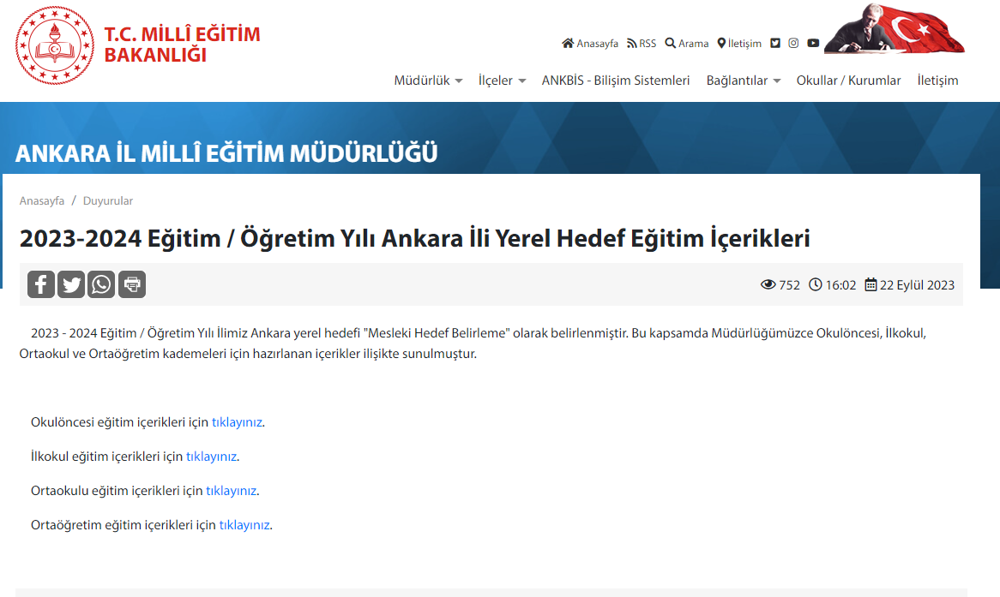 T.C. MİLLÎ EĞİTİM
BAKANLIĞI
Anasayfa RSS Arama İletişim
Müdürlük İlçeler ANKBİS - Bilişim Sistemleri Bağlantılar Okullar / Kurumlar İletişim
ANKARA İL MİLLÎ EĞİTİM MÜDÜRLÜĞÜ
Anasayfa / Duyurular
2023-2024 Eğitim / Öğretim Yılı Ankara İli Yerel Hedef Eğitim İçerikleri
752 16:02 22 Eylül 2023
2023 - 2024 Eğitim / Öğretim Yılı İlimiz Ankara yerel hedefi "Mesleki Hedef Belirleme" olarak belirlenmiştir. Bu kapsamda Müdürlüğümüzce Okulöncesi, İlkokul,
Ortaokul ve Ortaöğretim kademeleri için hazırlanan içerikler ilişikte sunulmuştur.
Okulöncesi eğitim içerikleri için tıklayınız.
İlkokul eğitim içerikleri için tıklayınız.
Ortaokulu eğitim içerikleri için tıklayınız.
Ortaöğretim eğitim içerikleri için tıklayınız.